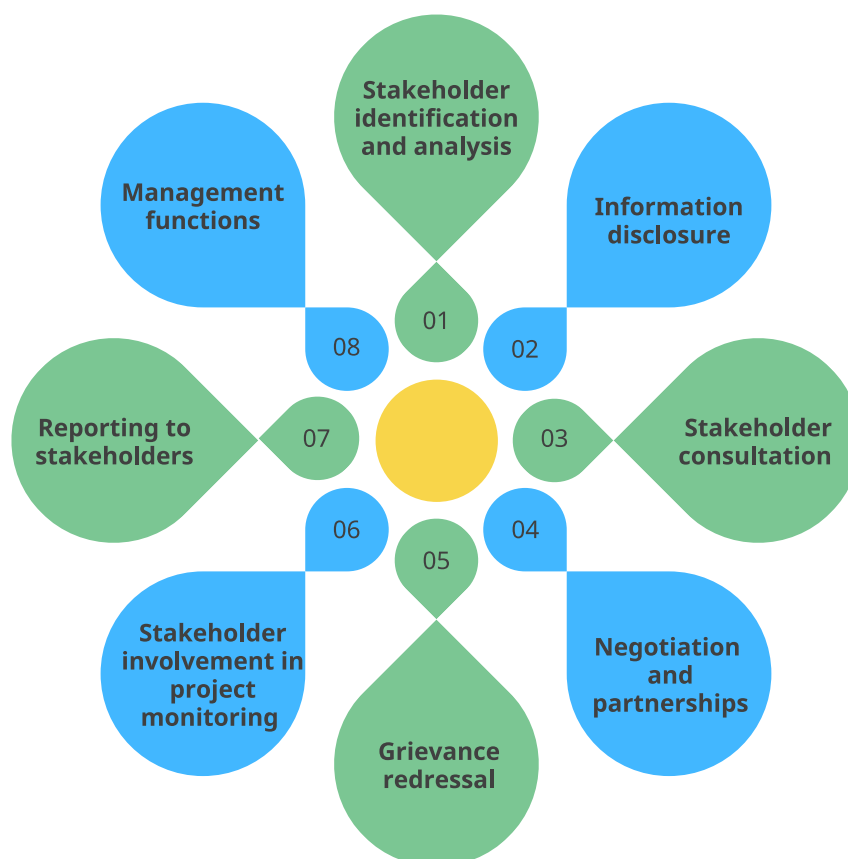 Stakeholder
identification
and analysis
01
Information
disclosure
02
Stakeholder
consultation
03
Negotiation
and
partnerships
04
Grievance
redressal
05
Stakeholder
involvement in
project
monitoring
06
Reporting to
stakeholders
07
Management
functions
08